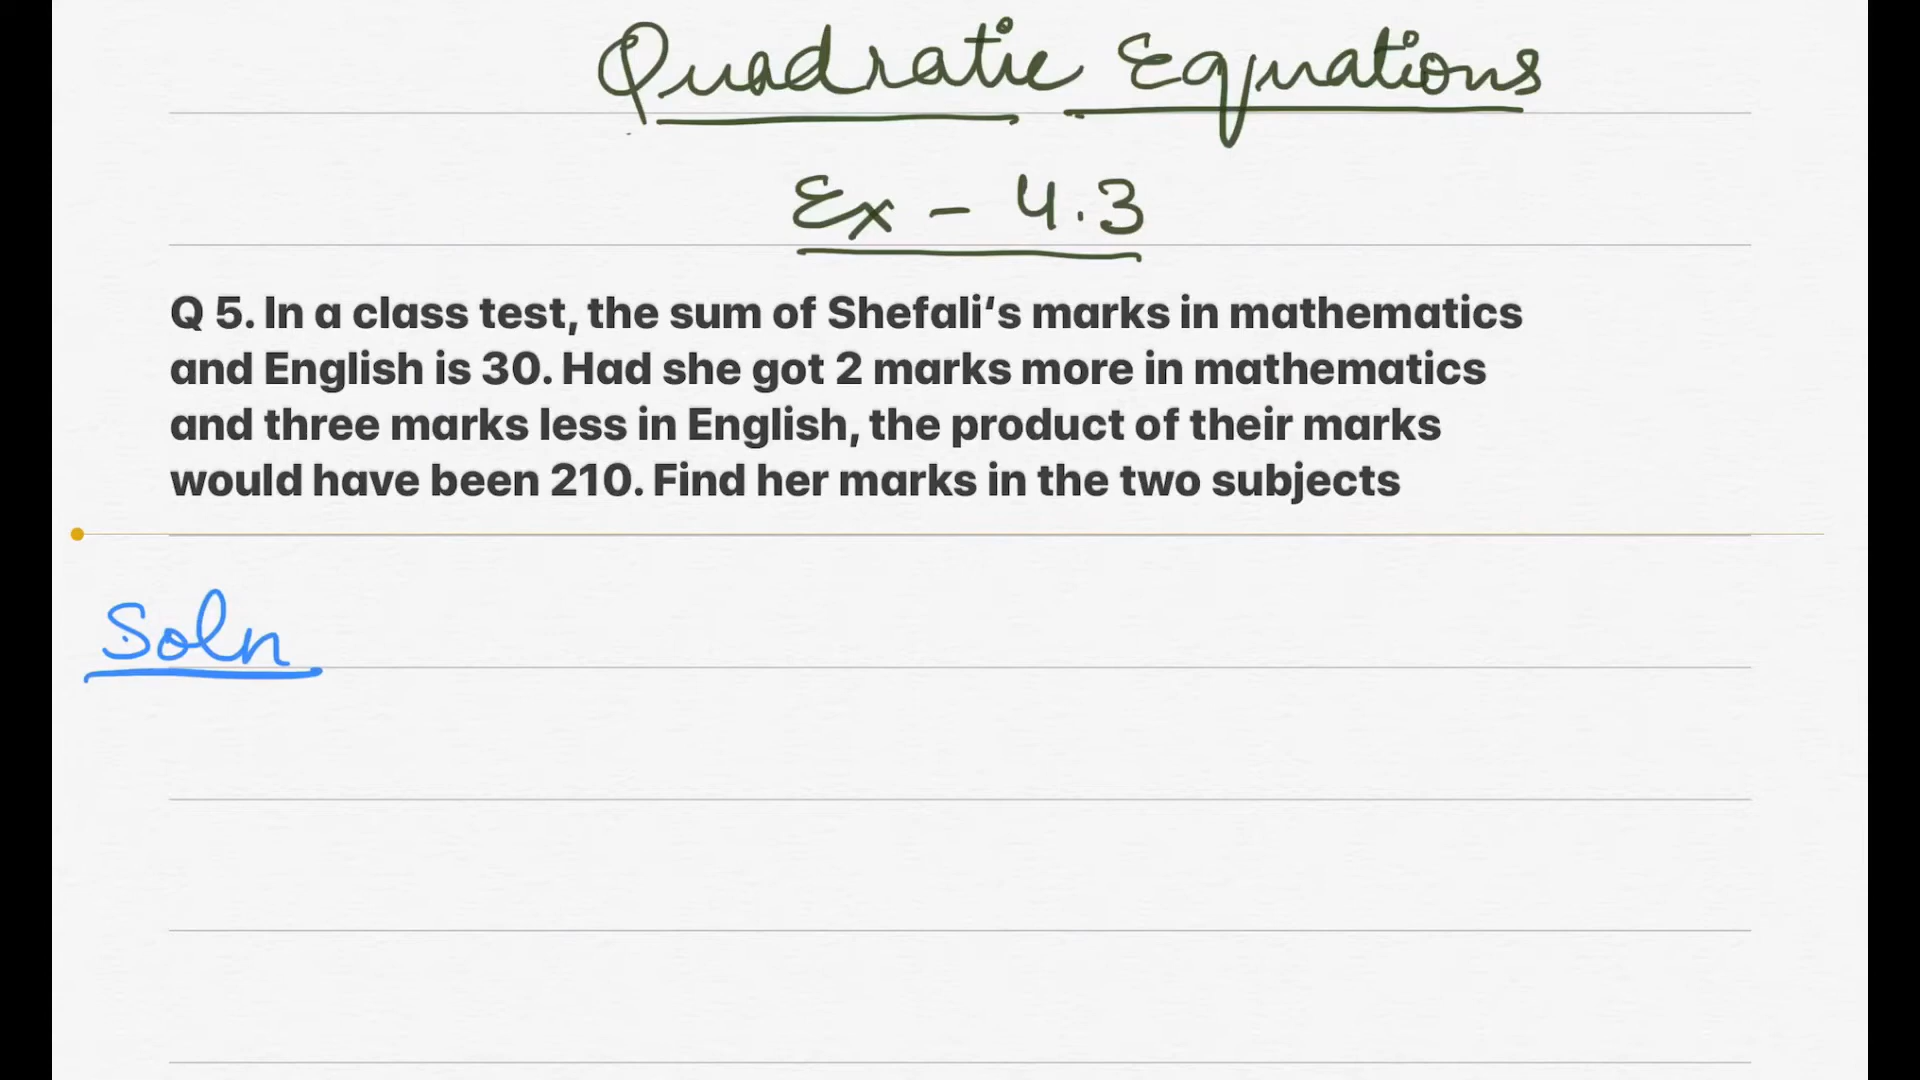 Quadratic Equations
Ex - 4.3
Q 5. In a class test, the sum of Shefali‘s marks in mathematics
and English is 30. Had she got 2 marks more in mathematics
and three marks less in English, the product of their marks
would have been 210. Find her marks in the two subjects
Soln